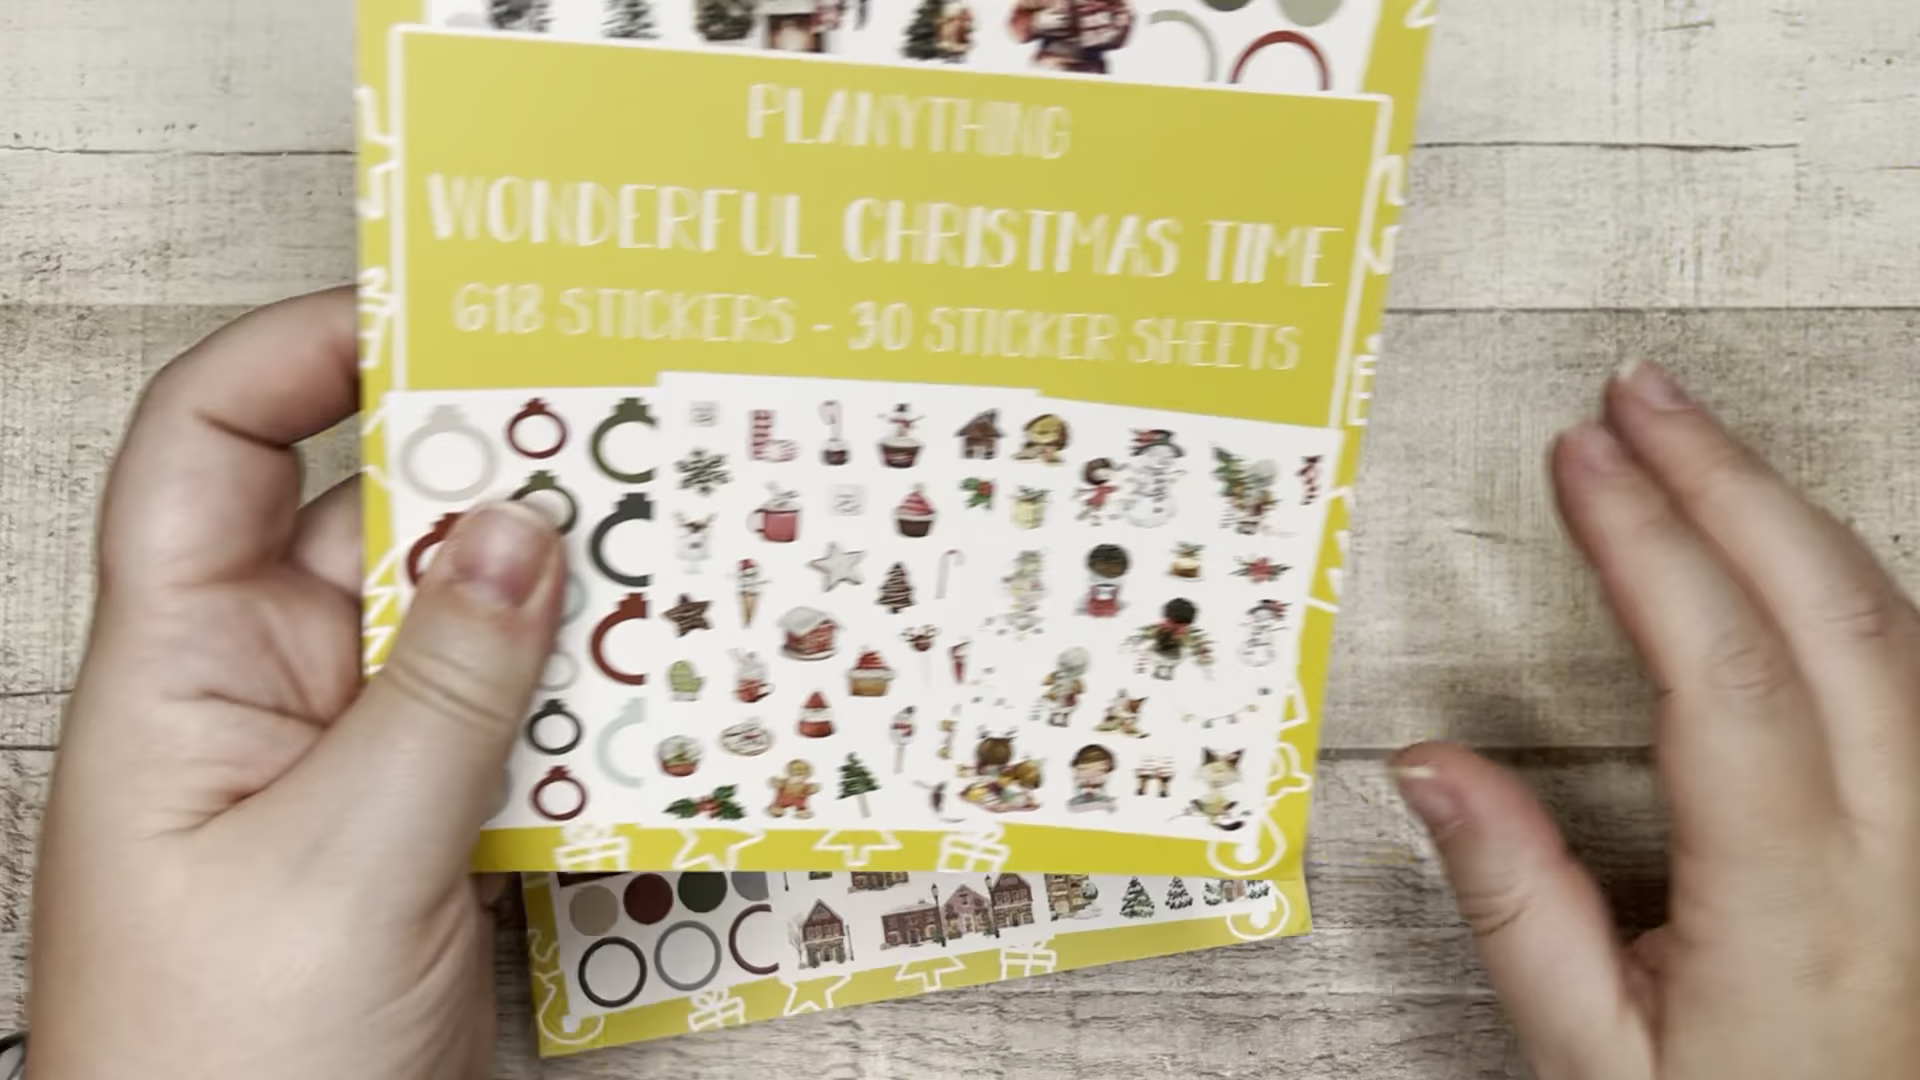 PLANYTHING
WONDERFUL CHRISTMAS TIME
618 STICKERS - 30 STICKER SHEETS